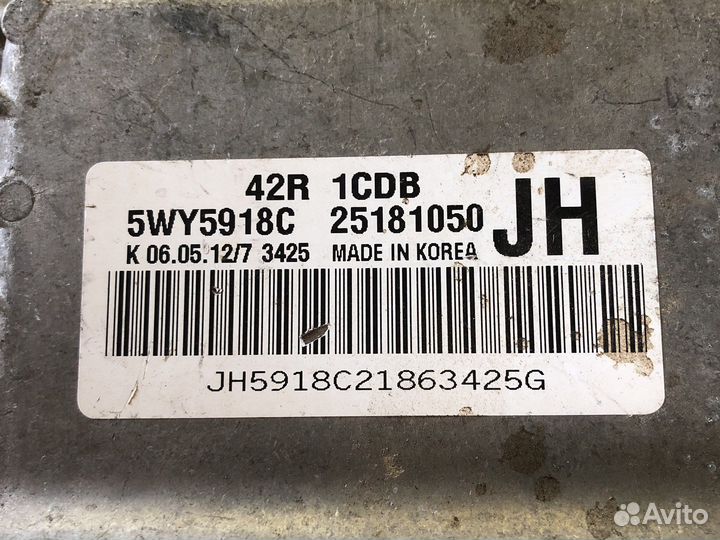 42R 1CDB
5WY5918C 25181050 JH
K 06.05.12/7 3425 MADE IN KOREA
JH5918C21863425G
Avito